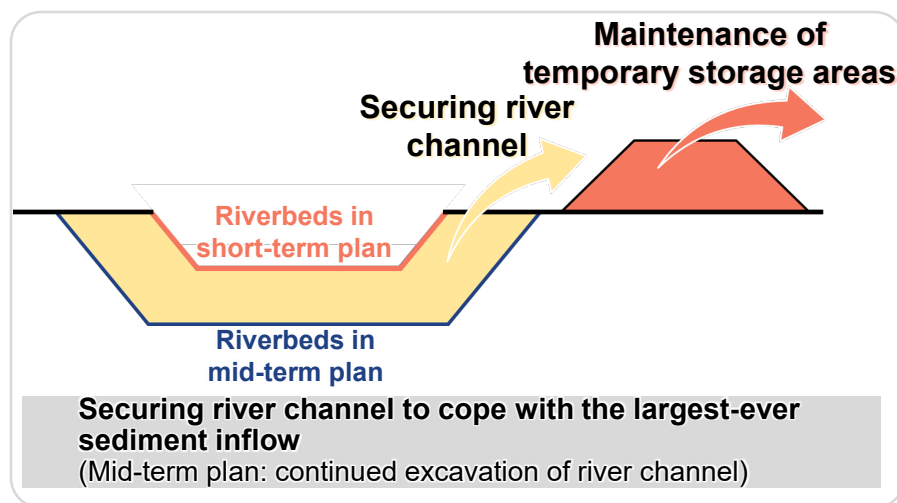 Maintenance of
temporary storage areas
Securing river
channel
Riverbeds in
short-term plan
Riverbeds in
mid-term plan
Securing river channel to cope with the largest-ever
sediment inflow
(Mid-term plan: continued excavation of river channel)